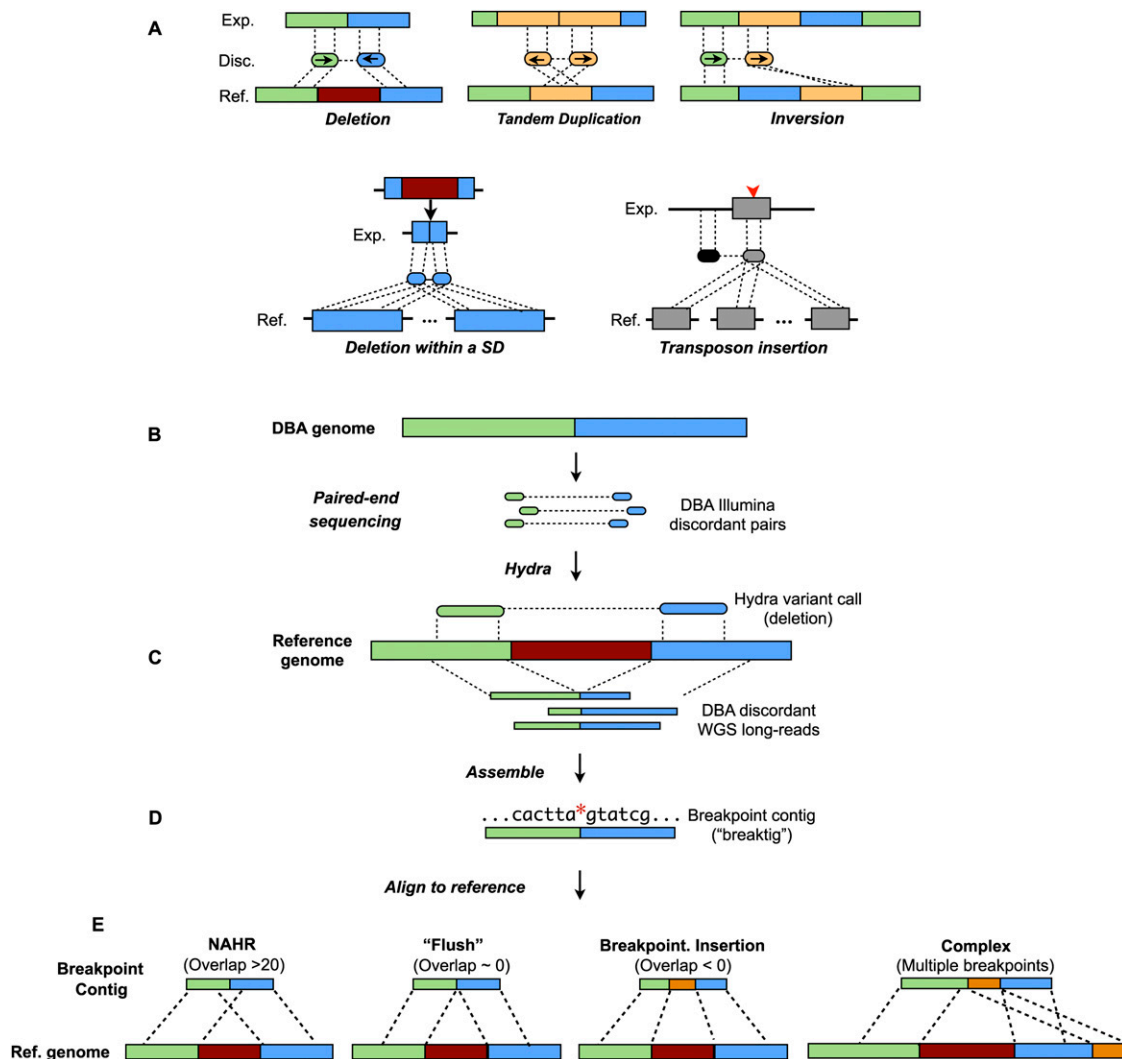 A
Exp.
Disc.
Ref.
Deletion
Tandem Duplication
Inversion
Exp.
Ref.
...
Deletion within a SD
Exp.
Ref.
...
Transposon insertion
B
DBA genome
Paired-end
sequencing
DBA Illumina
discordant pairs
Hydra
Hydra variant call
(deletion)
C
Reference
genome
DBA discordant
WGS long-reads
Assemble
D
...cactta*gtatcg...
Breakpoint contig
("breaktig")
Align to reference
E
Breakpoint
Contig
NAHR
(Overlap >20)
“Flush”
(Overlap ~ 0)
Breakpoint. Insertion
(Overlap < 0)
Complex
(Multiple breakpoints)
Ref. genome